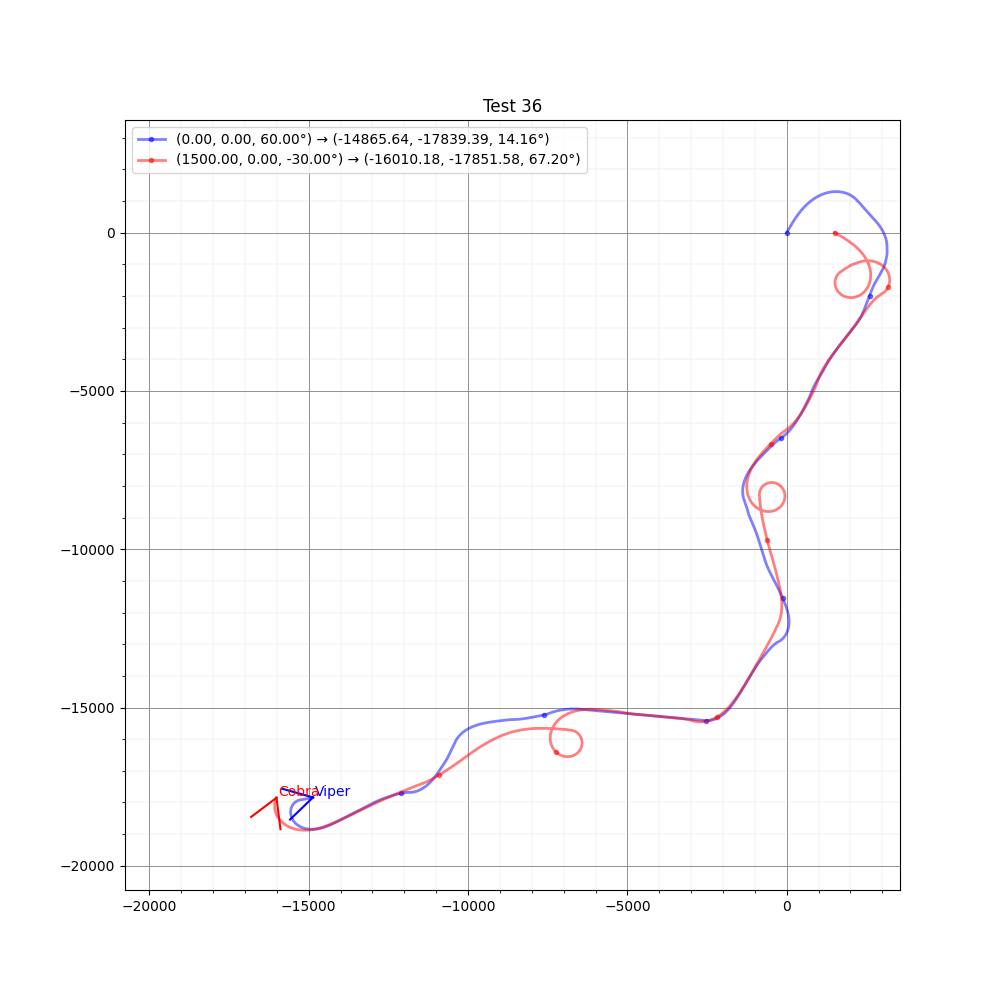 Test 36
(0.00, 0.00, 60.00°) → (-14865.64, -17839.39, 14.16°)
(1500.00, 0.00, -30.00°) → (-16010.18, -17851.58, 67.20°)
0
−5000
−10000
−15000
−20000
Cobra
Viper
−20000
−15000
−10000
−5000
0